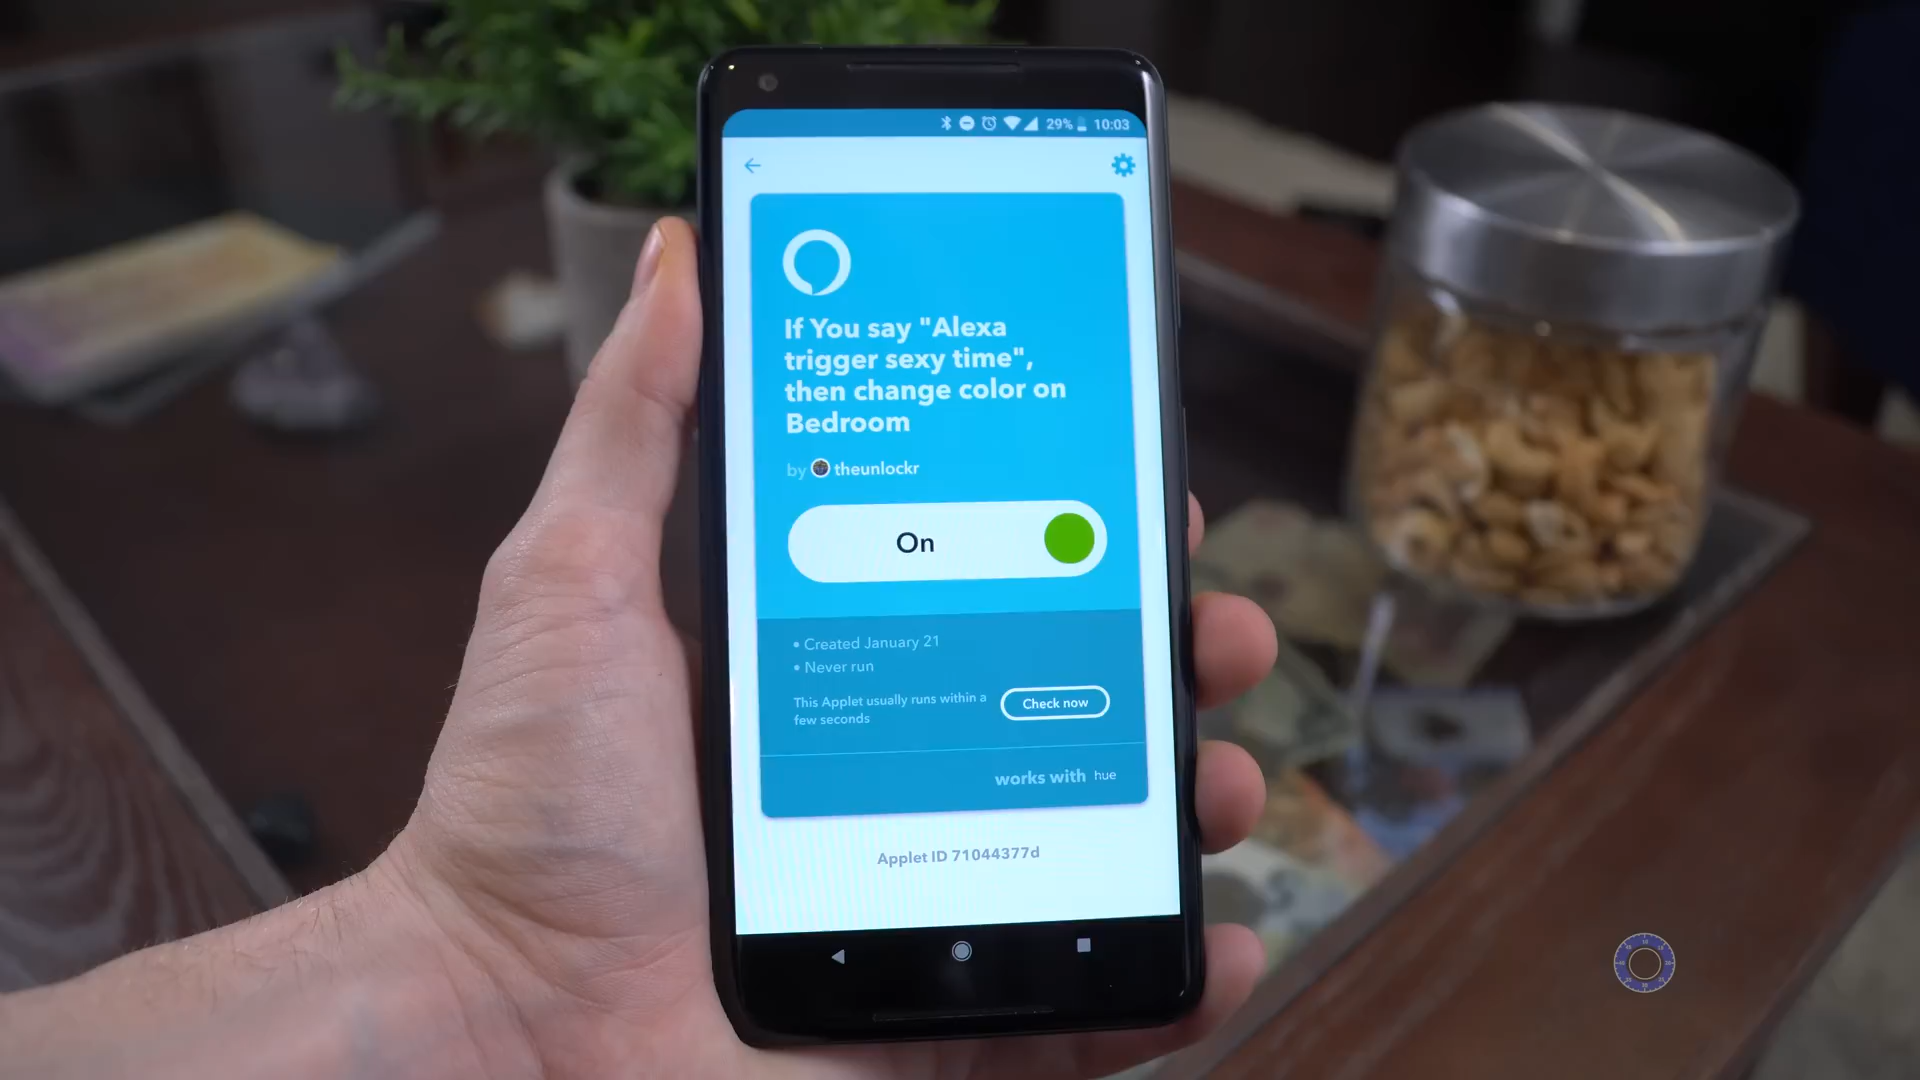 29% 10:03
If You say "Alexa
trigger sexy time",
then change color on
Bedroom
by theunlockr
On
• Created January 21
• Never run
This Applet usually runs within a
few seconds
Check now
works with hue
Applet ID 71044377d